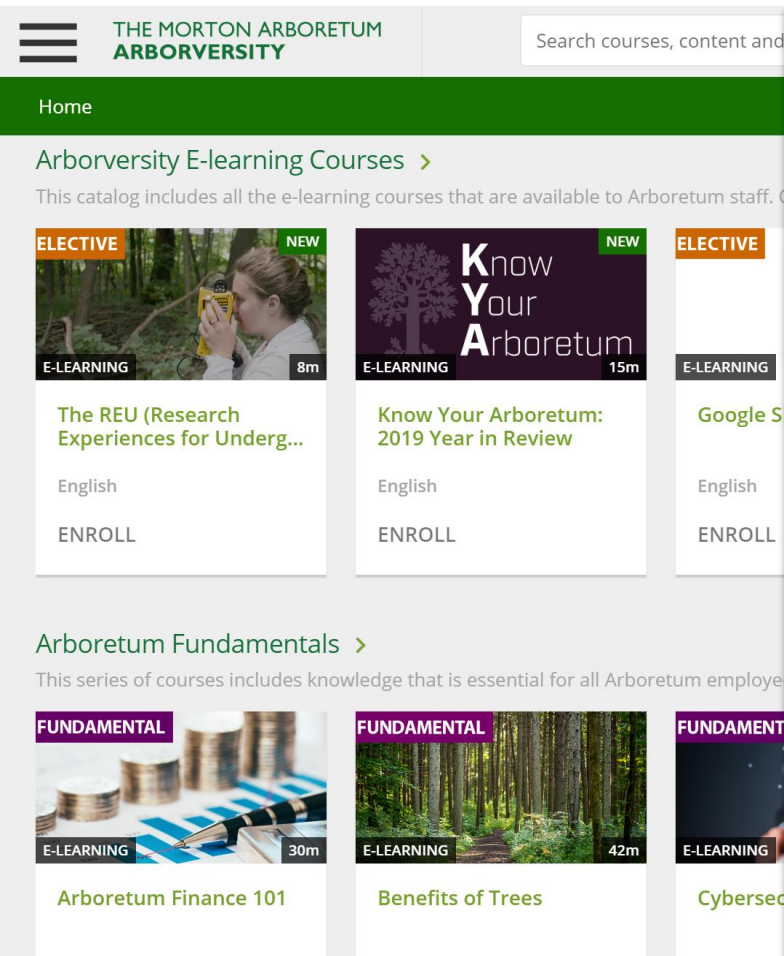 THE MORTON ARBORETUM
ARBORVERSITY
Search courses, content and
Home
Arborversity E-learning Courses >
This catalog includes all the e-learning courses that are available to Arboretum staff.
ELECTIVE
NEW
E-LEARNING
8m
The REU (Research
Experiences for Underg...
English
ENROLL
NEW
Know
Your
Arboretum
E-LEARNING
15m
Know Your Arboretum:
2019 Year in Review
English
ENROLL
ELECTIVE
E-LEARNING
Google S
English
ENROLL
Arboretum Fundamentals >
This series of courses includes knowledge that is essential for all Arboretum employe
FUNDAMENTAL
E-LEARNING
30m
Arboretum Finance 101
FUNDAMENTAL
E-LEARNING
42m
Benefits of Trees
FUNDAMENT
E-LEARNING
Cybersec